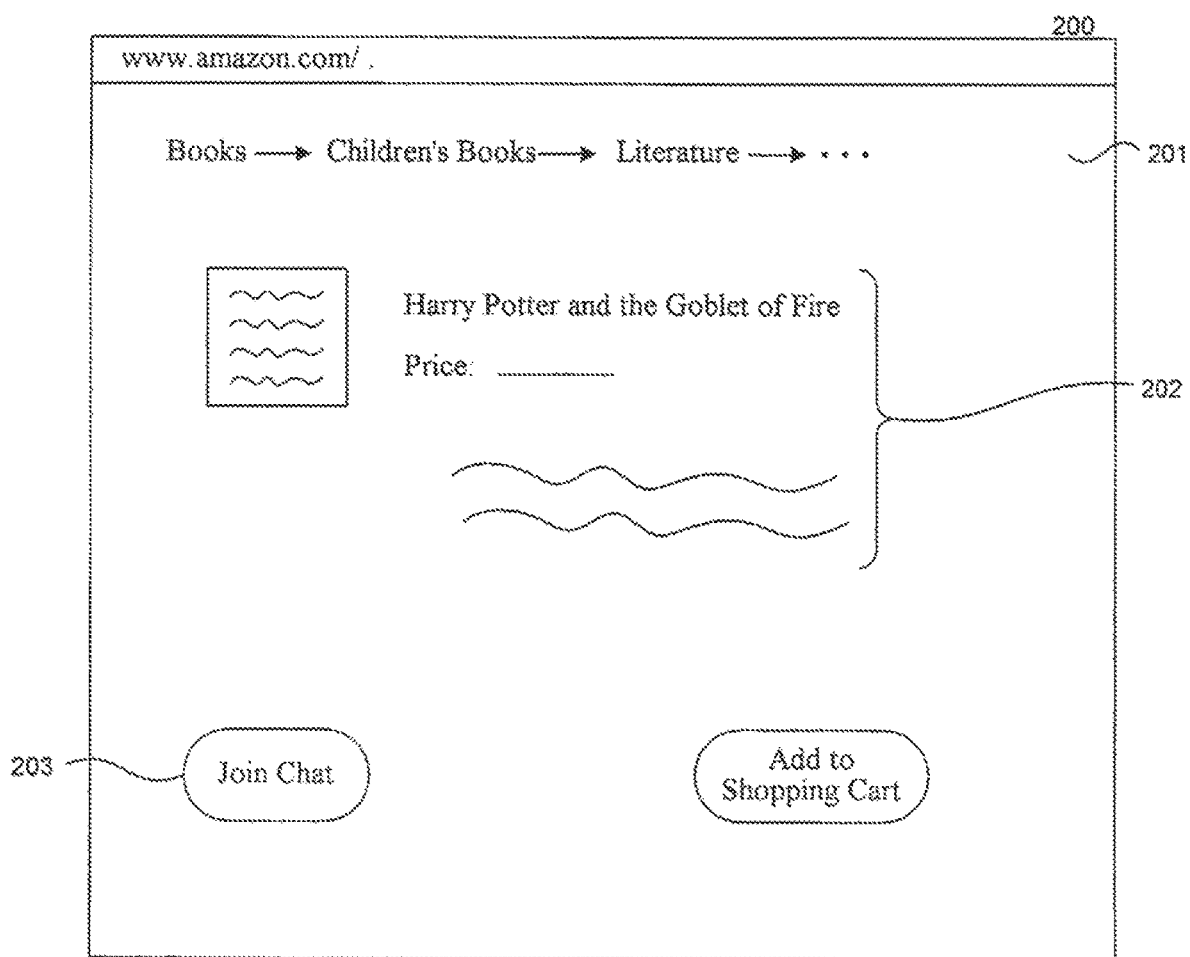 200
www.amazon.com/ .
Books → Children's Books → Literature → . . .
201
Harry Potter and the Goblet of Fire
Price: ________
202
203
Join Chat
Add to
Shopping Cart